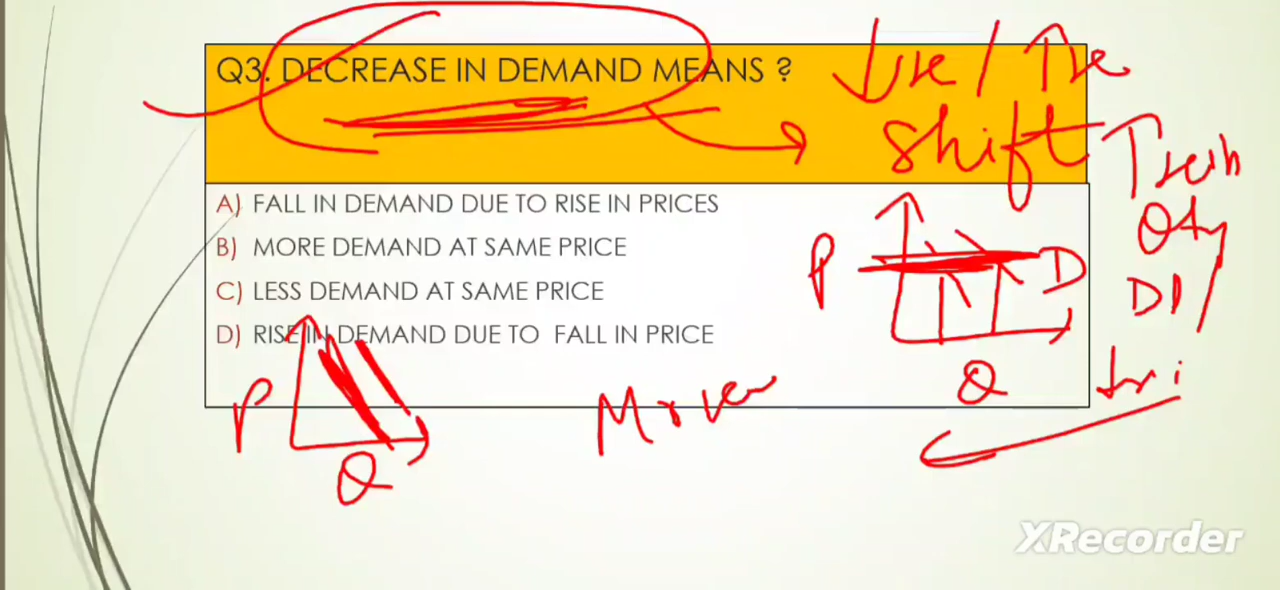 Q3. DECREASE IN DEMAND MEANS ?
A) FALL IN DEMAND DUE TO RISE IN PRICES
B) MORE DEMAND AT SAME PRICE
C) LESS DEMAND AT SAME PRICE
D) RISE IN DEMAND DUE TO FALL IN PRICE
shift
P
D
Q
P
Q
XRecorder